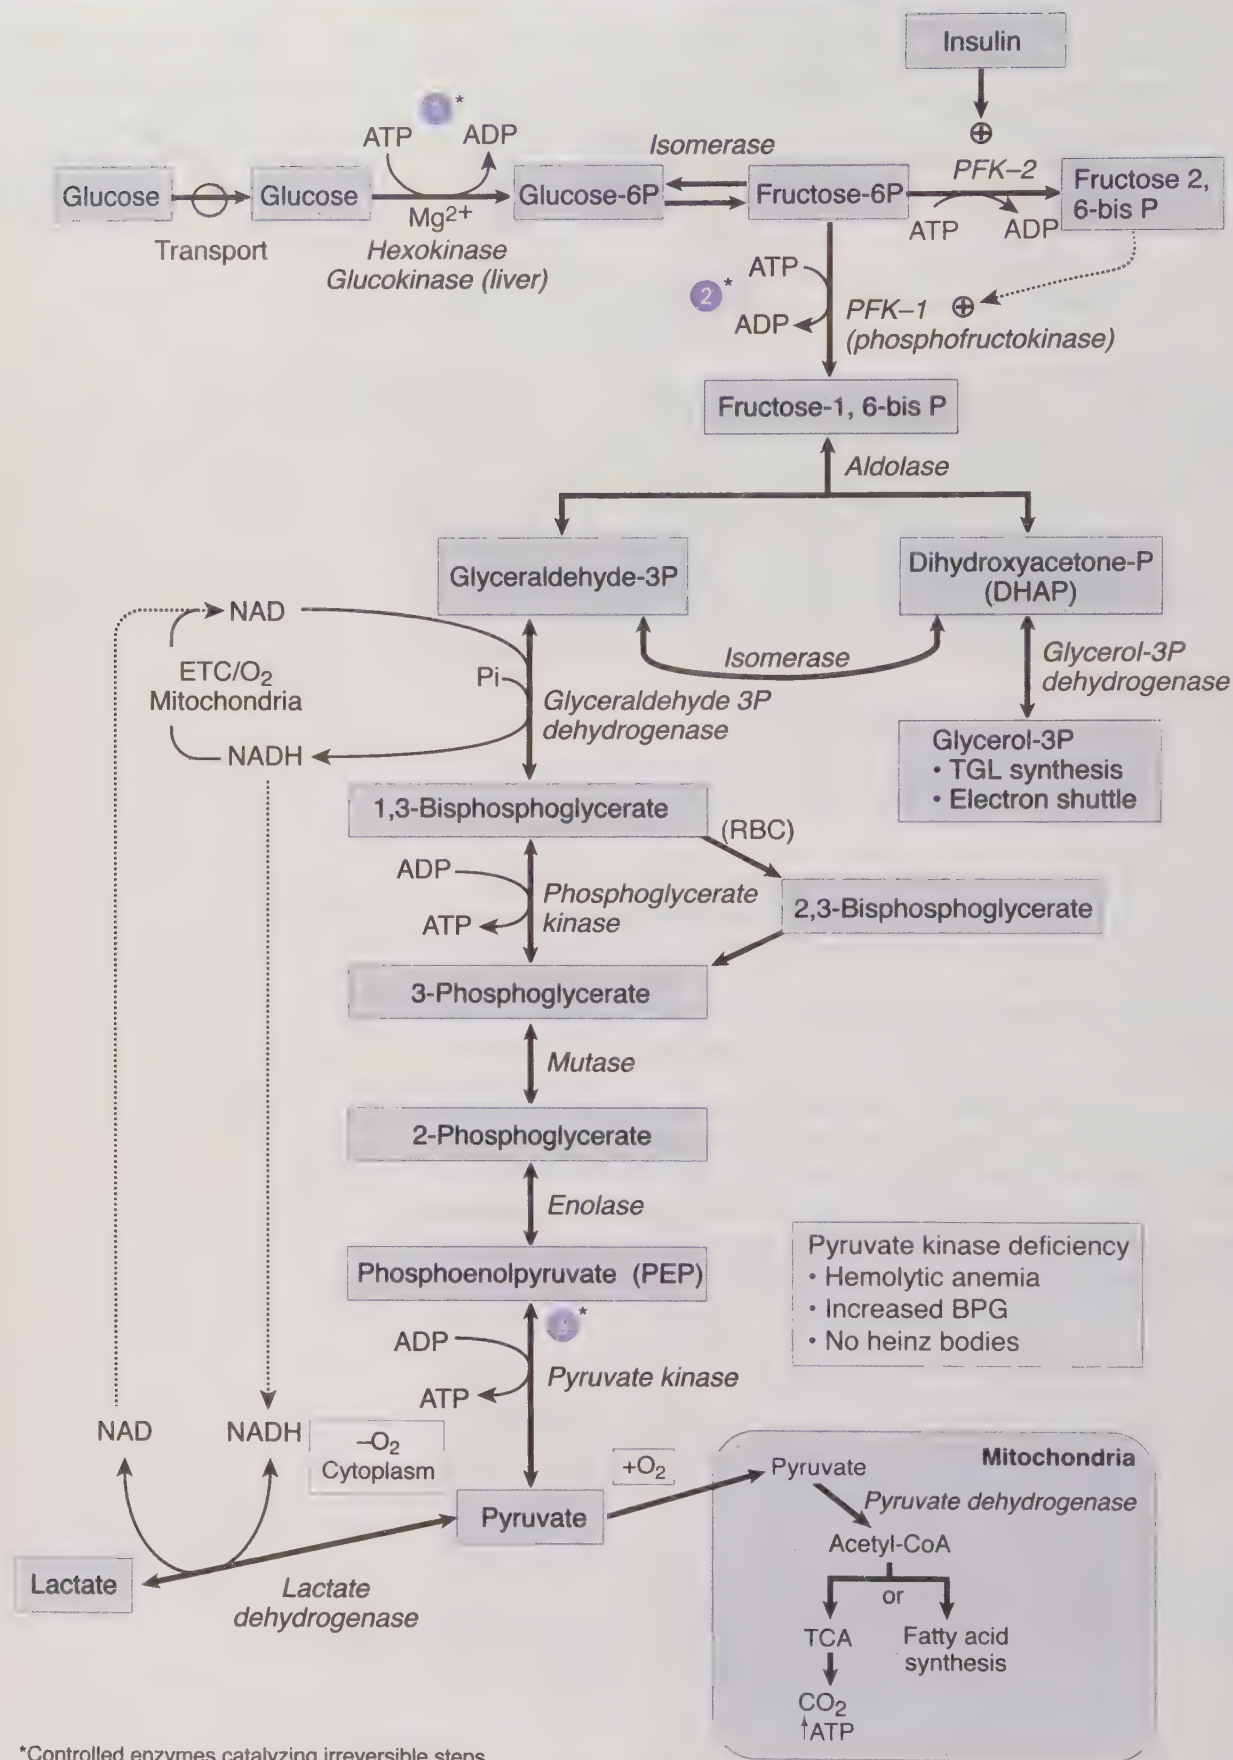 Insulin
⊕
*
ATP
ADP
Isomerase
PFK–2
Glucose
Glucose
Glucose-6P
Fructose-6P
Fructose 2,
6-bis P
Mg2+
ATP
ADP
Transport
Hexokinase
Glucokinase (liver)
ATP
2*
ADP
PFK–1 ⊕
(phosphofructokinase)
Fructose-1, 6-bis P
Aldolase
Glyceraldehyde-3P
Dihydroxyacetone-P
(DHAP)
NAD
ETC/O2
Mitochondria
NADH
Pi
Isomerase
Glyceraldehyde 3P
dehydrogenase
Glycerol-3P
dehydrogenase
Glycerol-3P
• TGL synthesis
• Electron shuttle
1,3-Bisphosphoglycerate
(RBC)
ADP
ATP
Phosphoglycerate
kinase
2,3-Bisphosphoglycerate
3-Phosphoglycerate
Mutase
2-Phosphoglycerate
Enolase
Phosphoenolpyruvate (PEP)
*
ADP
ATP
Pyruvate kinase
Pyruvate kinase deficiency
• Hemolytic anemia
• Increased BPG
• No heinz bodies
NAD
NADH
–O2
Cytoplasm
Pyruvate
+O2
Lactate
Lactate
dehydrogenase
Mitochondria
Pyruvate
Pyruvate dehydrogenase
Acetyl-CoA
or
TCA
Fatty acid
synthesis
CO2
↑ATP
*Controlled enzymes catalyzing irreversible steps